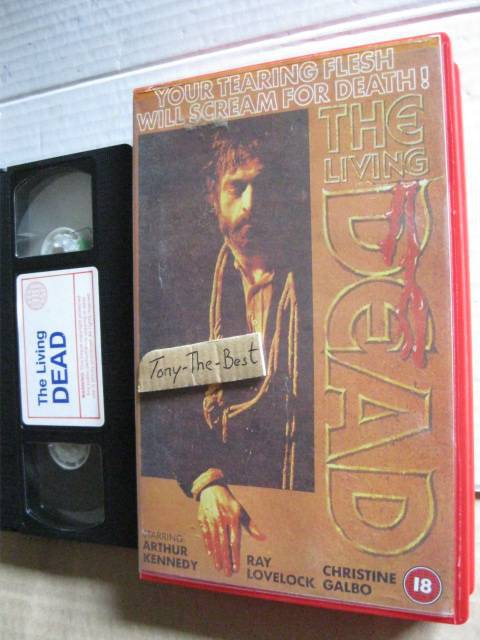 YOUR TEARING FLESH
WILL SCREAM FOR DEATH!
THE
LIVING
DEAD
Tony-The-Best
STARRING
ARTHUR
KENNEDY
RAY
LOVELOCK
CHRISTINE
GALBO
18
The Living
DEAD